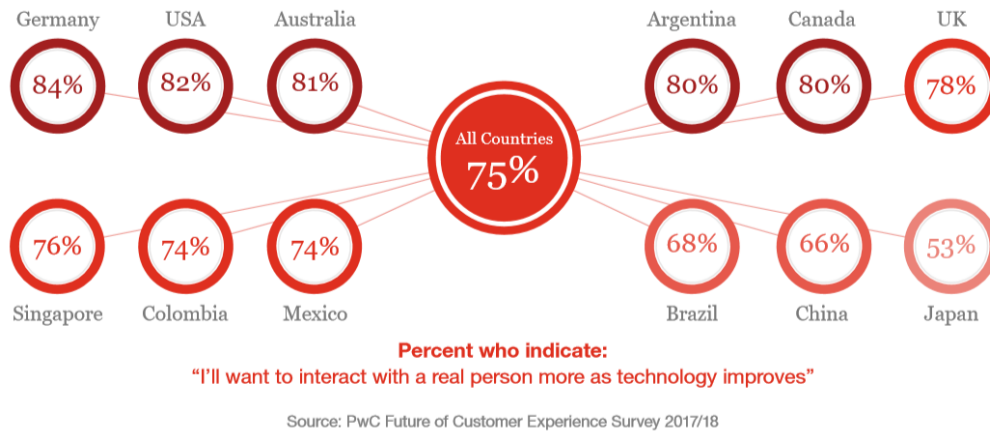 Germany USA Australia Argentina Canada UK
84% 82% 81% 80% 80% 78%
All Countries
75%
76% 74% 74% 68% 66% 53%
Singapore Colombia Mexico Brazil China Japan
Percent who indicate:
“I’ll want to interact with a real person more as technology improves”
Source: PwC Future of Customer Experience Survey 2017/18